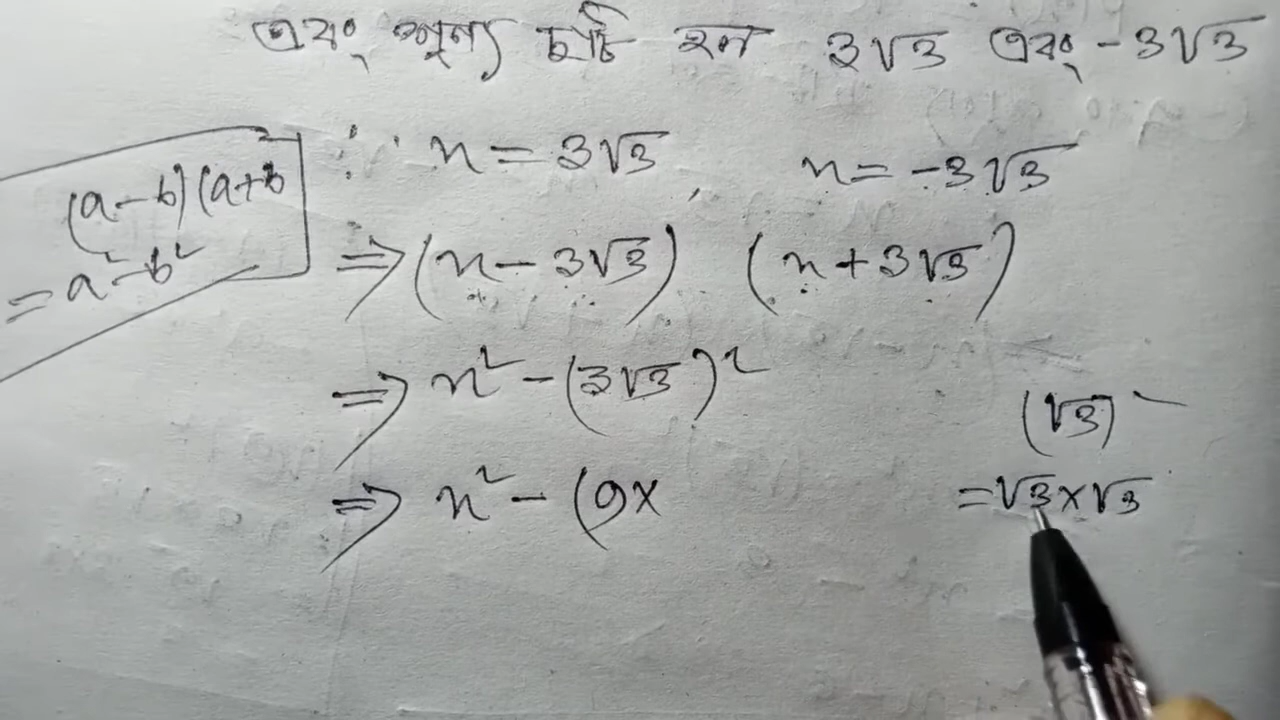 এবং শূন্য দুটি হল 3√3 এবং -3√3
∴ x = 3√3, x = -3√3
(a-b)(a+b
= a²-b²
⇒ (x - 3√3) (x + 3√3)
⇒ x² - (3√3)²
(√3)²
⇒ x² - (9×
= √3×√3